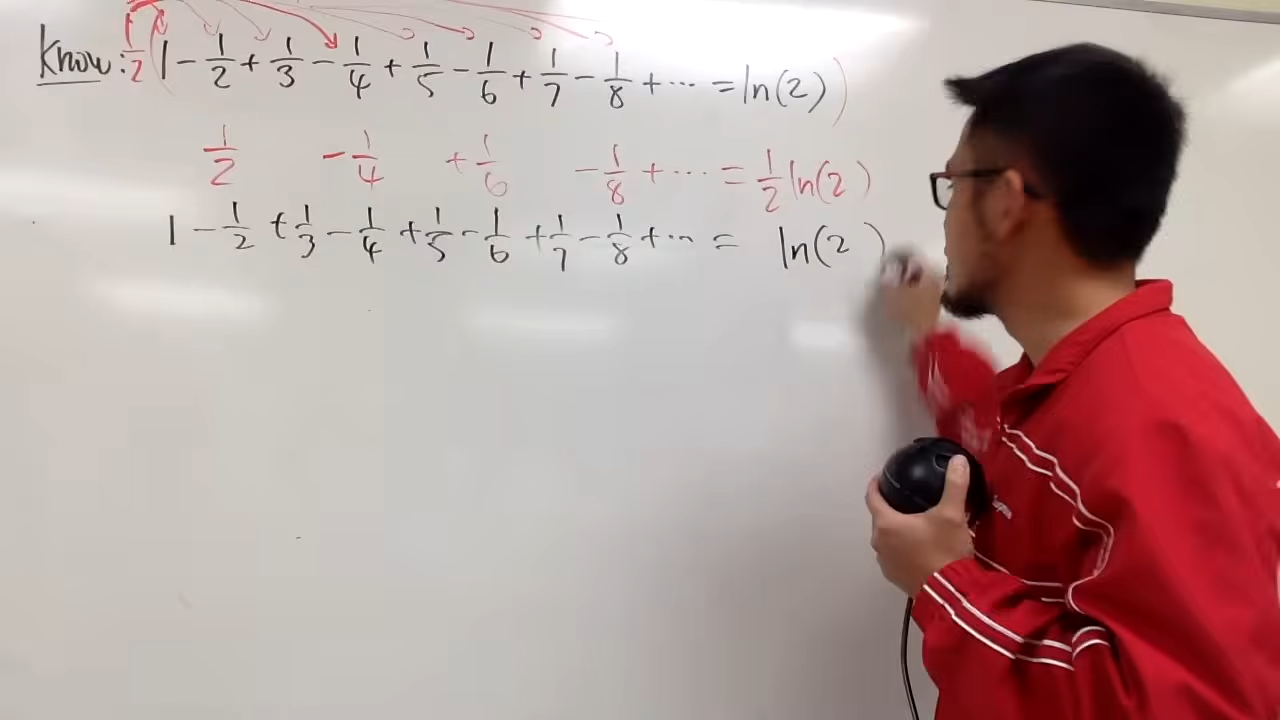 Know: 1/2 (1 - 1/2 + 1/3 - 1/4 + 1/5 - 1/6 + 1/7 - 1/8 + ... = ln(2))
1/2 - 1/4 + 1/6 - 1/8 + ... = 1/2 ln(2)
1 - 1/2 + 1/3 - 1/4 + 1/5 - 1/6 + 1/7 - 1/8 + ... = ln(2)